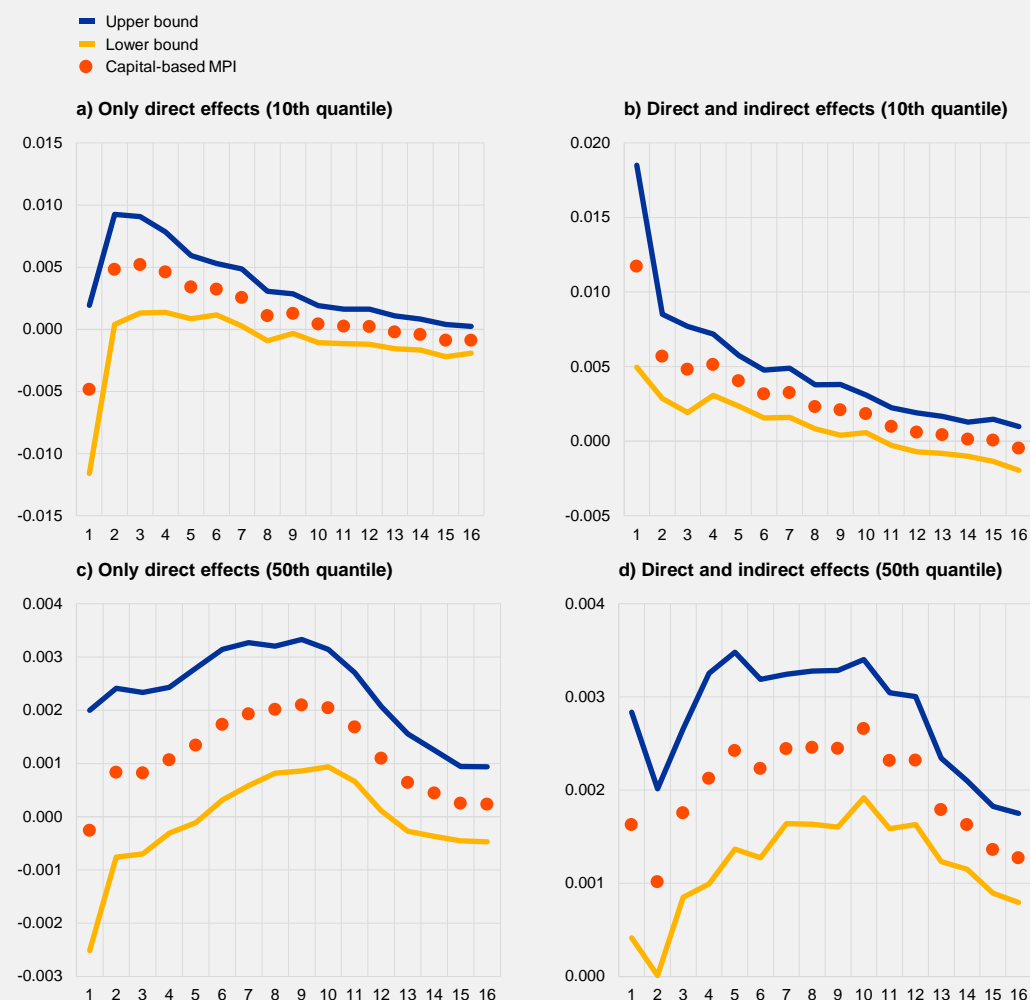 Upper bound
Lower bound
Capital-based MPI
a) Only direct effects (10th quantile)
0.015
0.010
0.005
0.000
-0.005
-0.010
-0.015
1 2 3 4 5 6 7 8 9 10 11 12 13 14 15 16
b) Direct and indirect effects (10th quantile)
0.020
0.015
0.010
0.005
0.000
-0.005
1 2 3 4 5 6 7 8 9 10 11 12 13 14 15 16
c) Only direct effects (50th quantile)
0.004
0.003
0.002
0.001
0.000
-0.001
-0.002
-0.003
1 2 3 4 5 6 7 8 9 10 11 12 13 14 15 16
d) Direct and indirect effects (50th quantile)
0.004
0.003
0.002
0.001
0.000
1 2 3 4 5 6 7 8 9 10 11 12 13 14 15 16